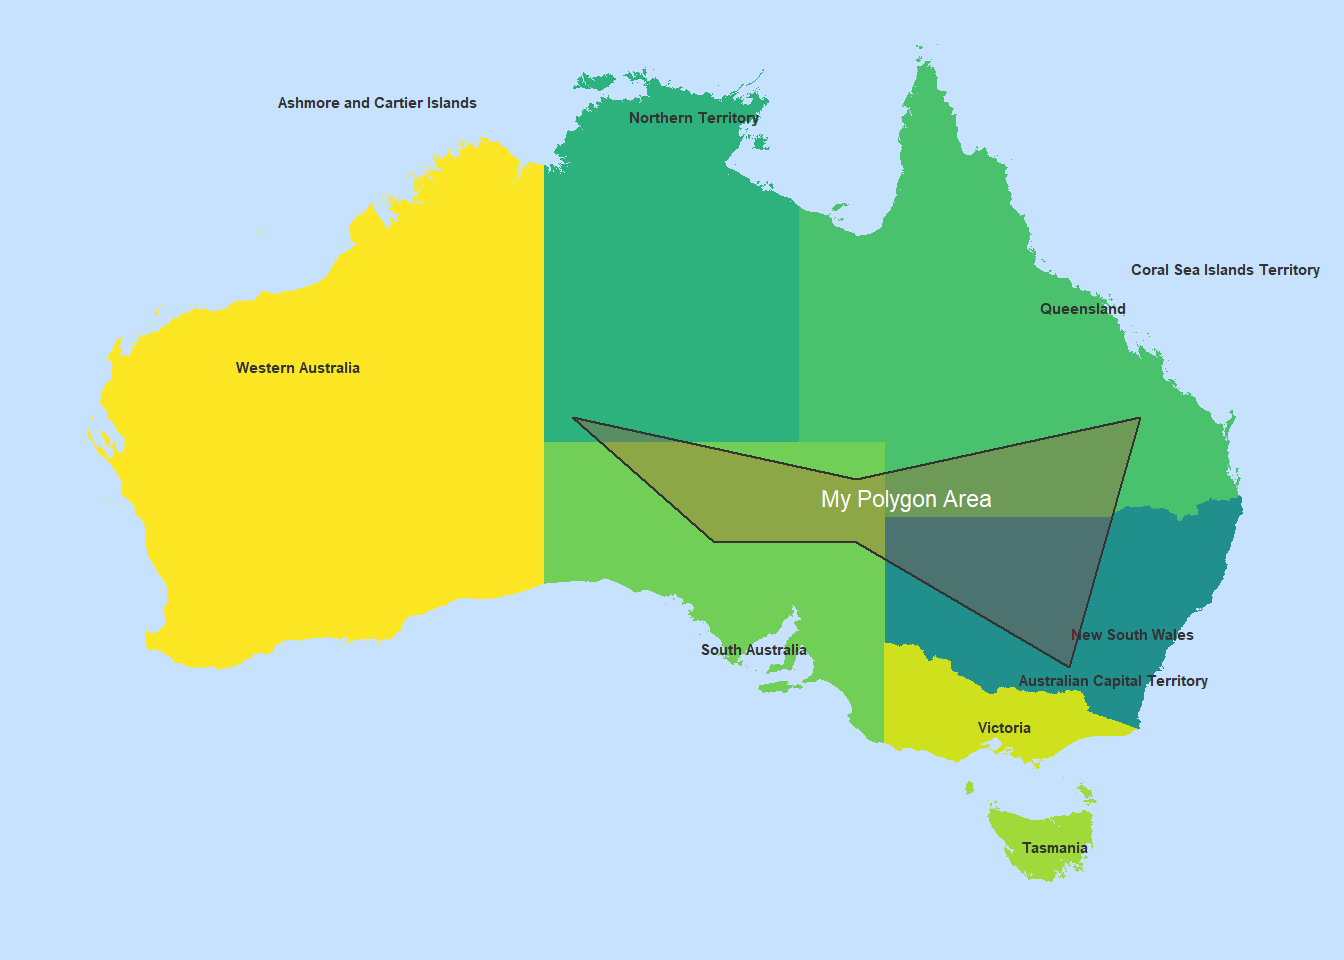 Ashmore and Cartier Islands
Northern Territory
Coral Sea Islands Territory
Queensland
Western Australia
My Polygon Area
New South Wales
South Australia
Australian Capital Territory
Victoria
Tasmania